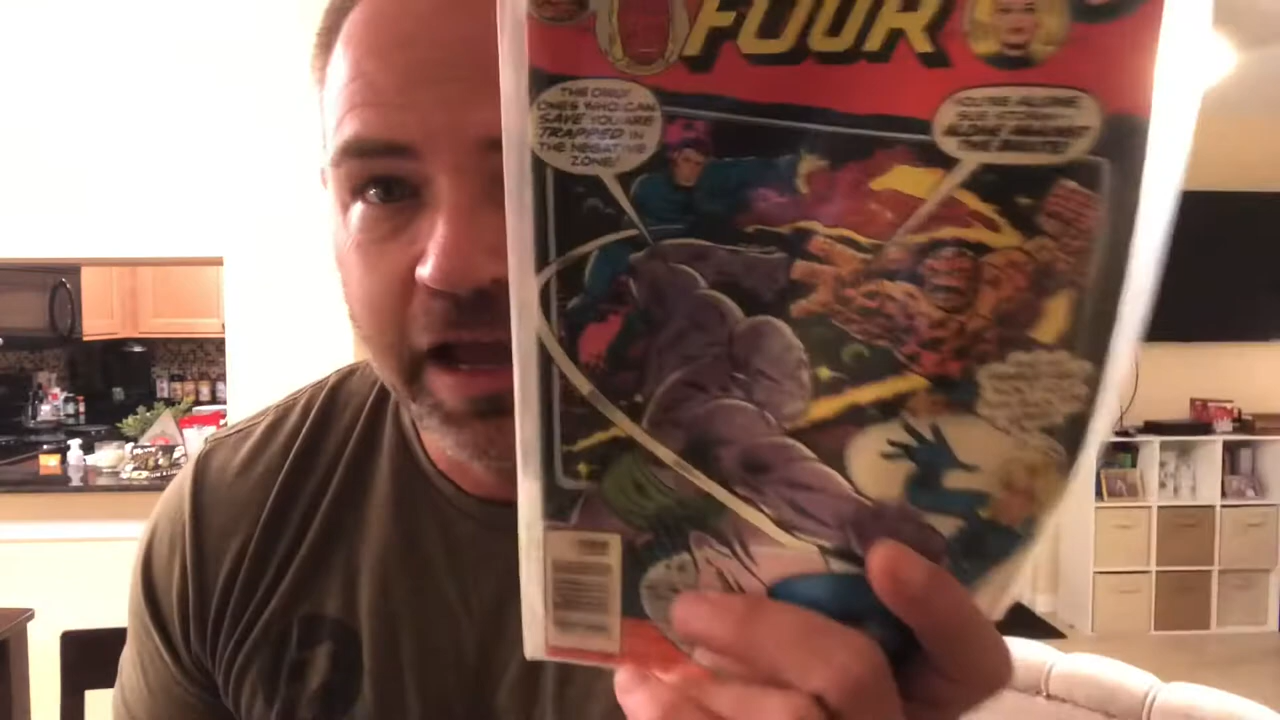 FOUR
THE ONLY
ONES WHO CAN
SAVE YOU ARE
TRAPPED IN
THE NEGATIVE
ZONE!
YOU'RE ALONE,
SUE STORM--
ALONE AGAINST
THE BRUTE!